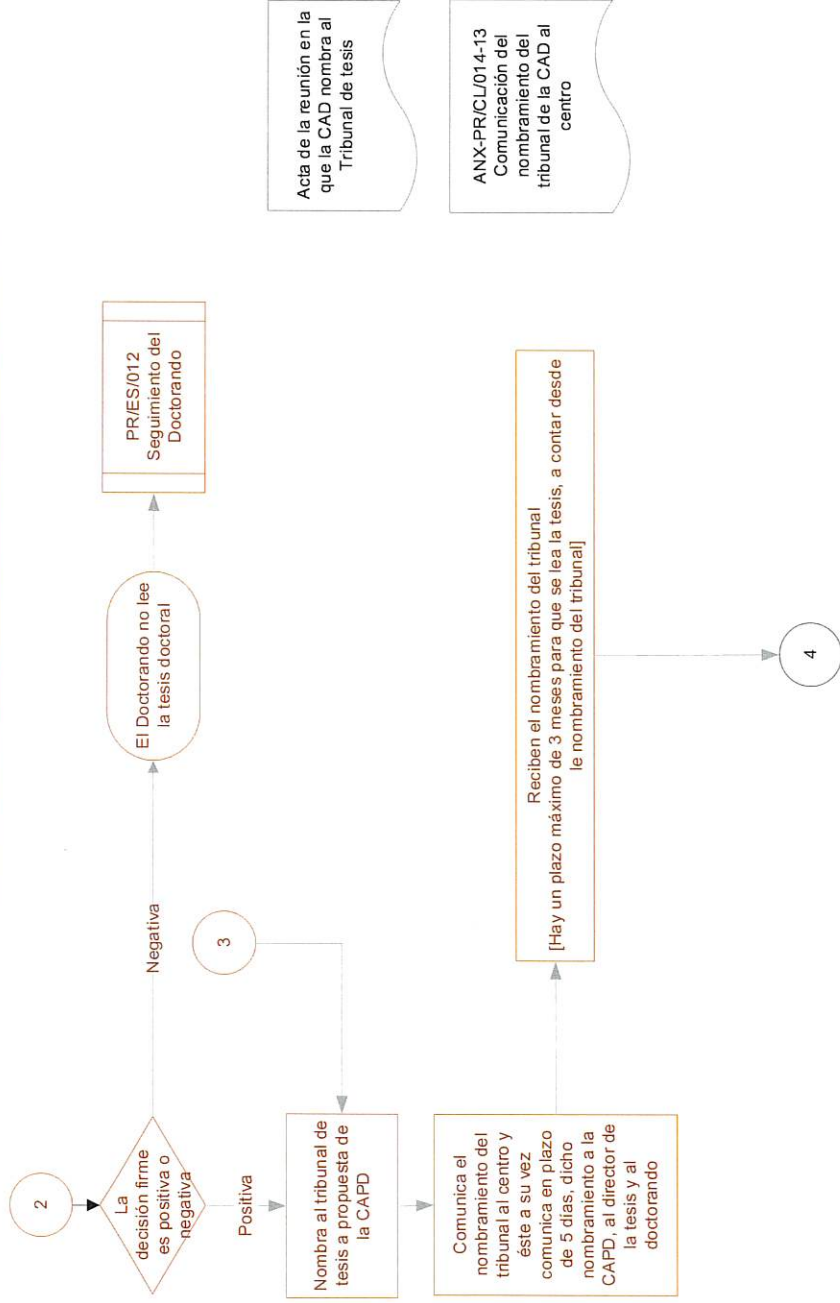 2
La
decisión firme
es positiva o
negativa
Negativa
El Doctorando no lee
la tesis doctoral
PR/ES/012
Seguimiento del
Doctorando
Positiva
3
Nombra al tribunal de
tesis a propuesta de
la CAPD
Acta de la reunión en la
que la CAD nombra al
Tribunal de tesis
Comunica el
nombramiento del
tribunal al centro y
éste a su vez
comunica en plazo
de 5 días, dicho
nombramiento a la
CAPD, al director de
la tesis y al
doctorando
Reciben el nombramiento del tribunal
[Hay un plazo máximo de 3 meses para que se lea la tesis, a contar desde
le nombramiento del tribunal]
ANX-PR/CL/014-13
Comunicación del
nombramiento del
tribunal de la CAD al
centro
4